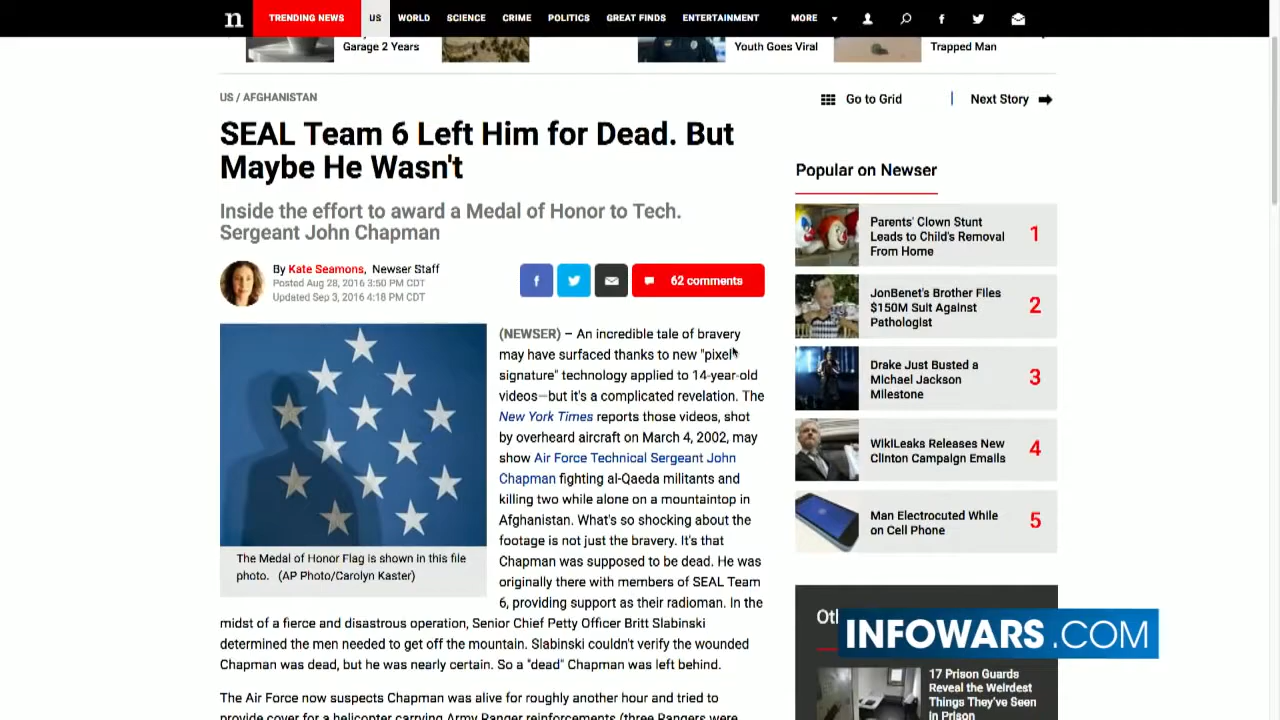 n TRENDING NEWS US WORLD SCIENCE CRIME POLITICS GREAT FINDS ENTERTAINMENT MORE
Garage 2 Years
Youth Goes Viral
Trapped Man
US / AFGHANISTAN
Go to Grid
Next Story
SEAL Team 6 Left Him for Dead. But
Maybe He Wasn't
Inside the effort to award a Medal of Honor to Tech.
Sergeant John Chapman
By Kate Seamons, Newser Staff
Posted Aug 28, 2016 3:50 PM CDT
Updated Sep 3, 2016 4:18 PM CDT
f
62 comments
The Medal of Honor Flag is shown in this file
photo. (AP Photo/Carolyn Kaster)
(NEWSER) – An incredible tale of bravery
may have surfaced thanks to new "pixel
signature" technology applied to 14-year-old
videos—but it's a complicated revelation. The
New York Times reports those videos, shot
by overheard aircraft on March 4, 2002, may
show Air Force Technical Sergeant John
Chapman fighting al-Qaeda militants and
killing two while alone on a mountaintop in
Afghanistan. What's so shocking about the
footage is not just the bravery. It's that
Chapman was supposed to be dead. He was
originally there with members of SEAL Team
6, providing support as their radioman. In the
midst of a fierce and disastrous operation, Senior Chief Petty Officer Britt Slabinski
determined the men needed to get off the mountain. Slabinski couldn't verify the wounded
Chapman was dead, but he was nearly certain. So a "dead" Chapman was left behind.
The Air Force now suspects Chapman was alive for roughly another hour and tried to
provide cover for a helicopter carrying Army Ranger reinforcements (three Rangers were
Popular on Newser
Parents' Clown Stunt
Leads to Child's Removal
From Home
1
JonBenet's Brother Files
$150M Suit Against
Pathologist
2
Drake Just Busted a
Michael Jackson
Milestone
3
WikiLeaks Releases New
Clinton Campaign Emails
4
Man Electrocuted While
on Cell Phone
5
INFOWARS.COM
17 Prison Guards
Reveal the Weirdest
Things They've Seen
in Prison